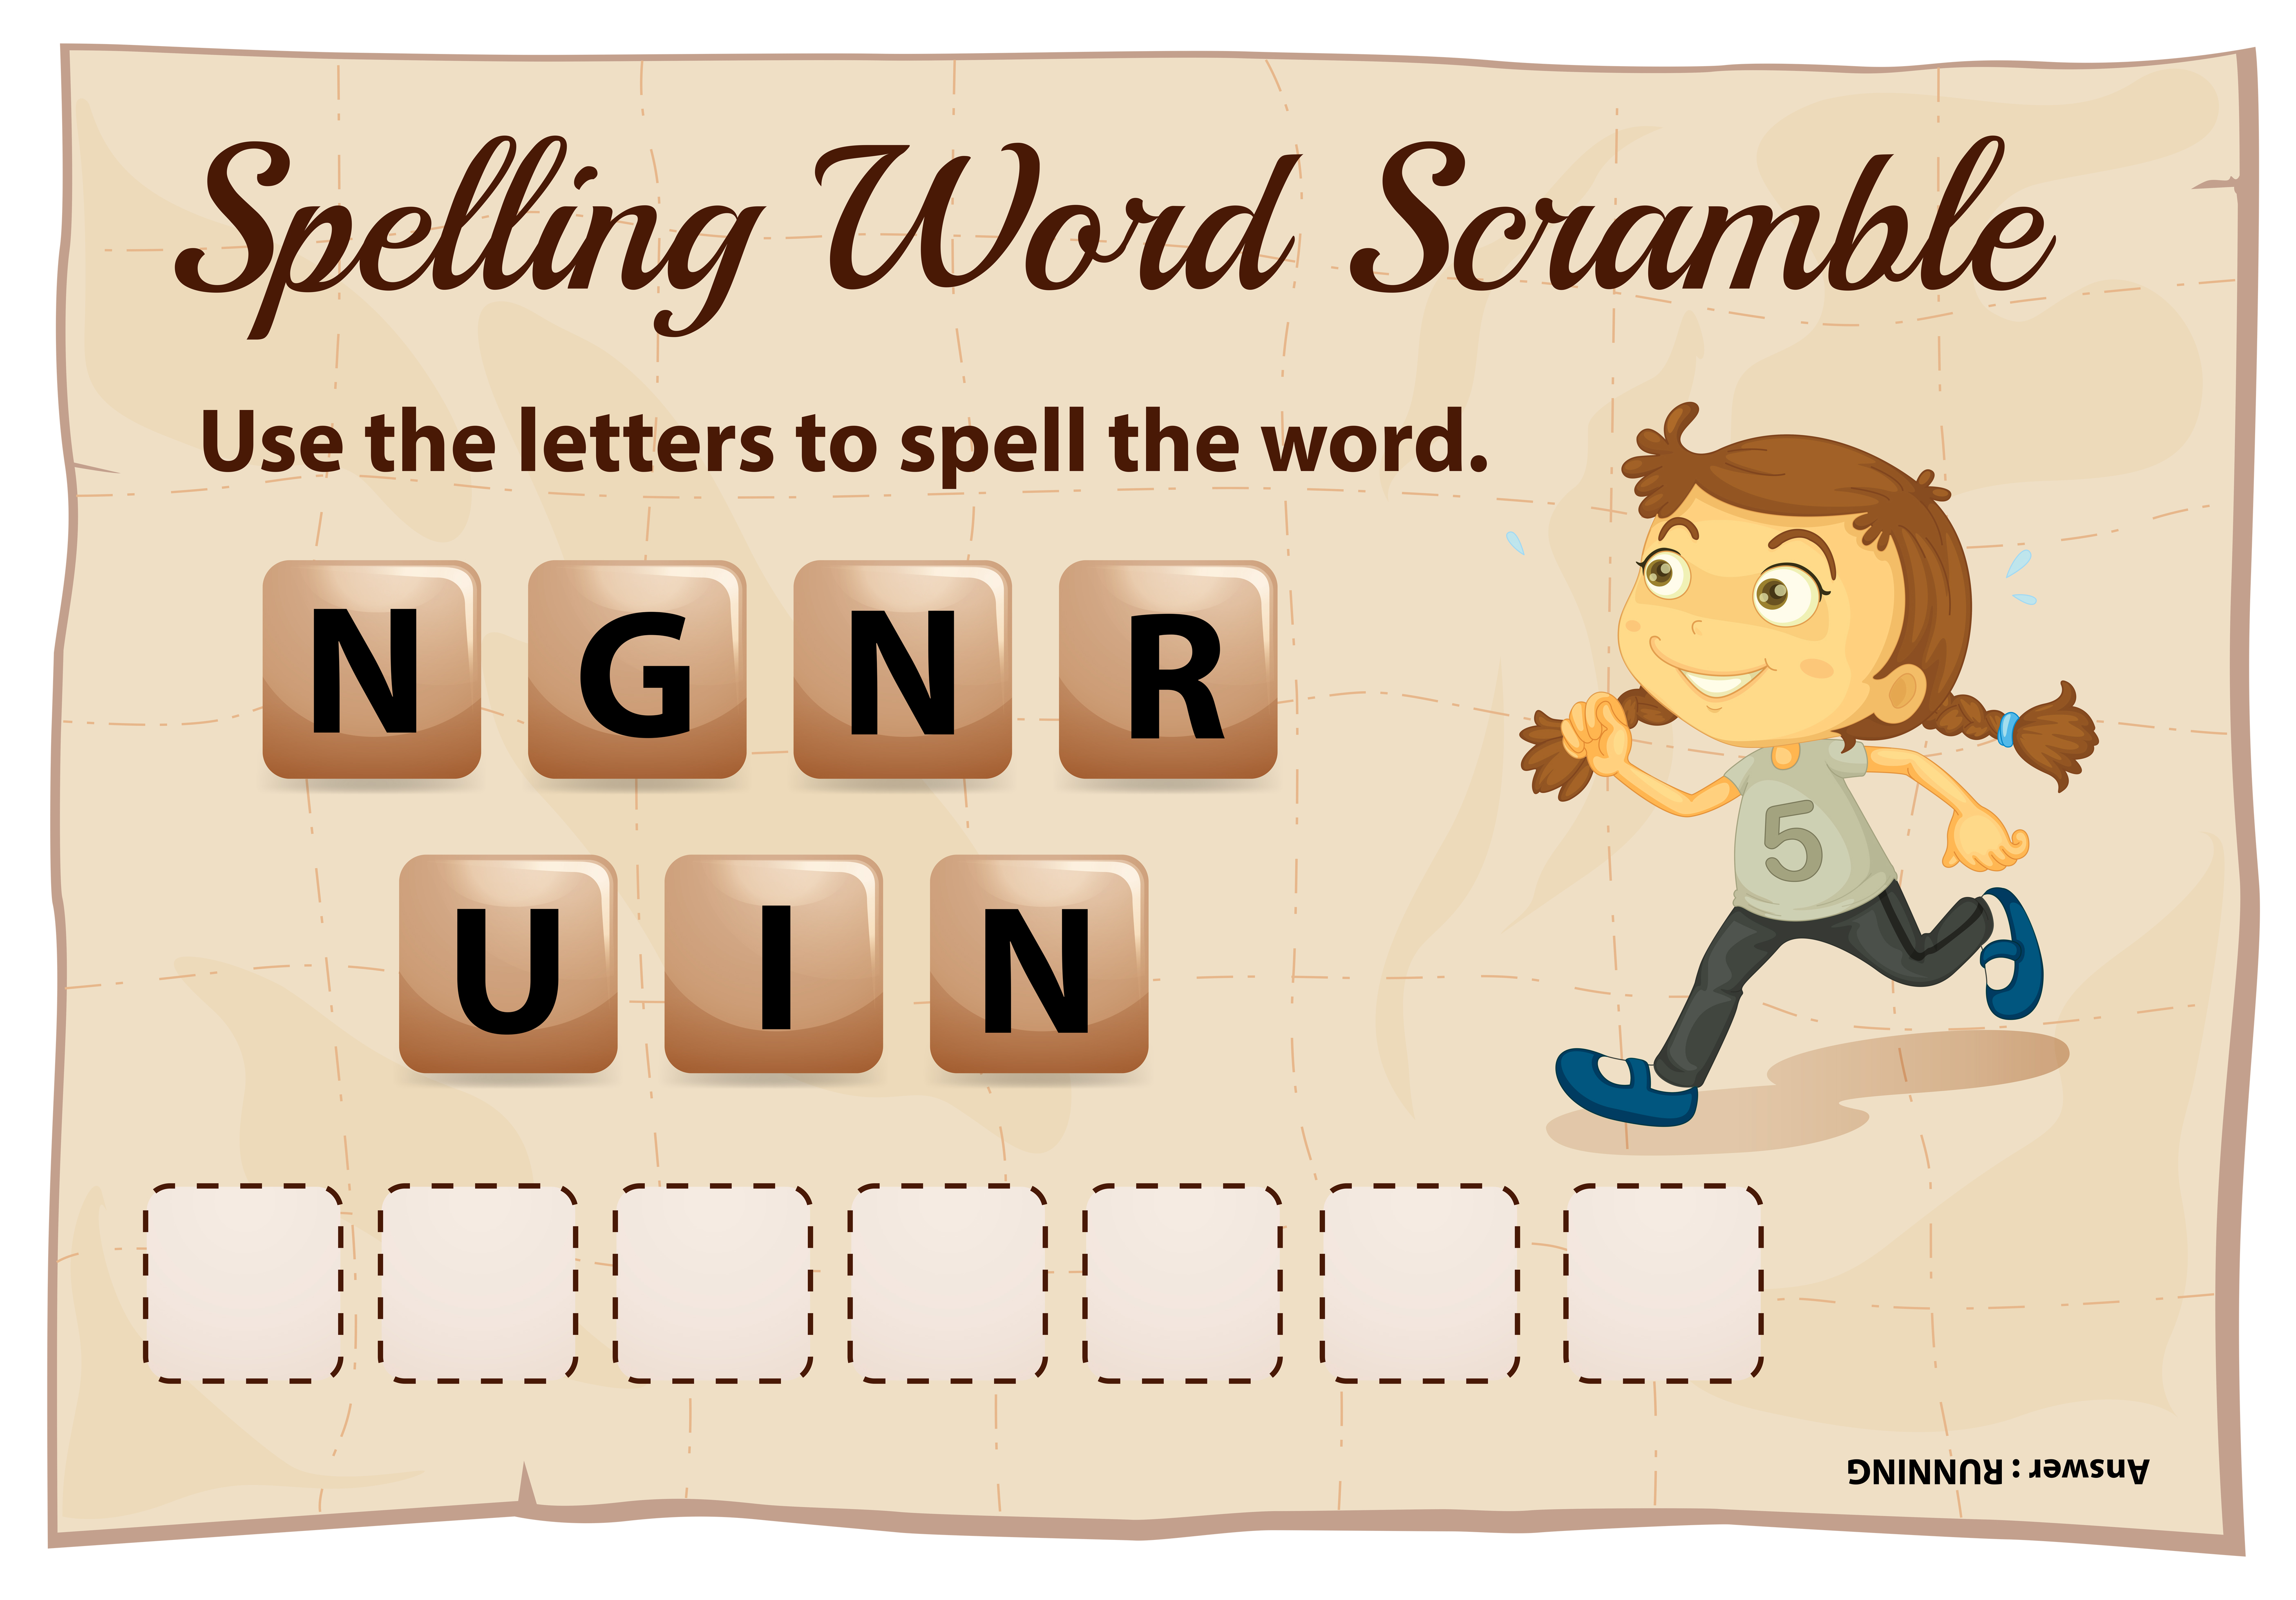 Spelling Word Scramble
Use the letters to spell the word.
N G N R
U I N
5
Answer : RUNNING